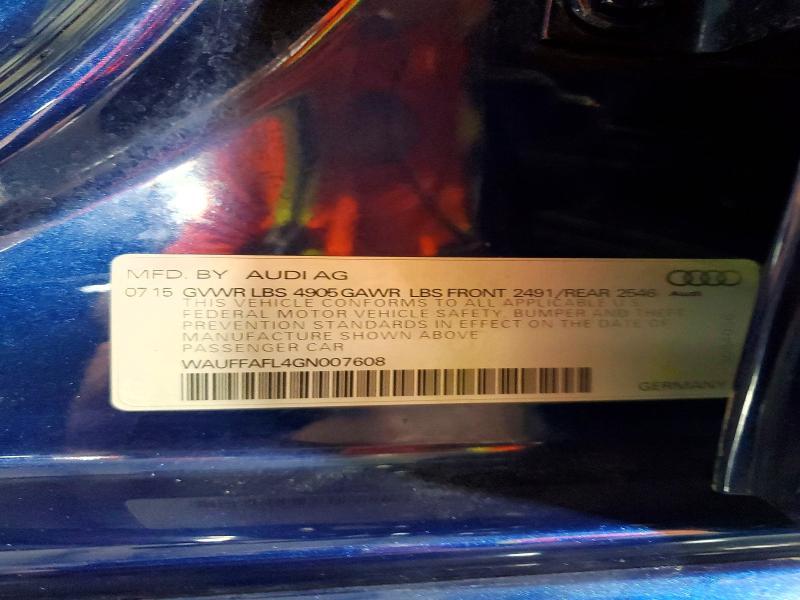 MFD. BY AUDI AG
07 15 GVWR LBS 4905 GAWR LBS FRONT 2491/REAR 2546 Audi
THIS VEHICLE CONFORMS TO ALL APPLICABLE U.S.
FEDERAL MOTOR VEHICLE SAFETY, BUMPER AND THEFT
PREVENTION STANDARDS IN EFFECT ON THE DATE OF
MANUFACTURE SHOWN ABOVE
PASSENGER CAR
WAUFFAFL4GN007608
GERMANY